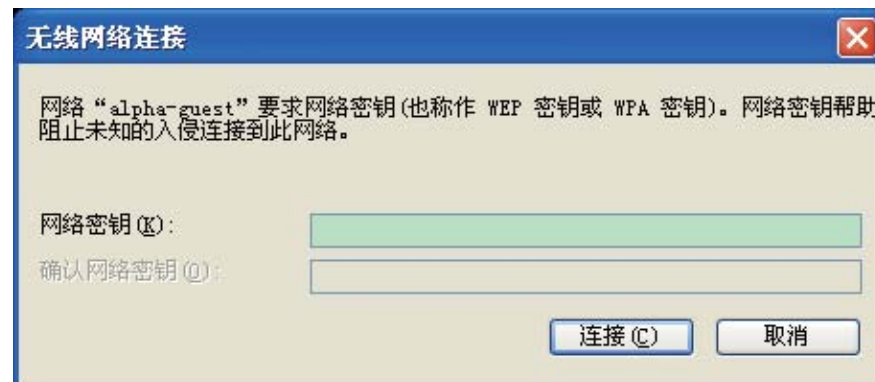 无线网络连接
网络“alpha-guest”要求网络密钥(也称作 WEP 密钥或 WPA 密钥)。网络密钥帮助
阻止未知的入侵连接到此网络。
网络密钥(K):
确认网络密钥(O):
连接(C) 取消